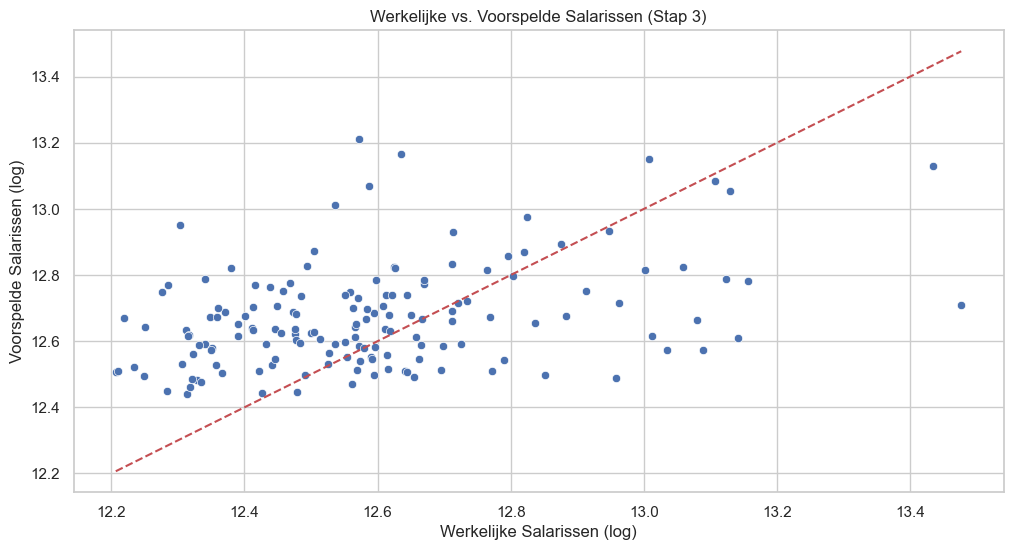 Werkelijke vs. Voorspelde Salarissen (Stap 3)
Voorspelde Salarissen (log)
13.4
13.2
13.0
12.8
12.6
12.4
12.2
12.2 12.4 12.6 12.8 13.0 13.2 13.4
Werkelijke Salarissen (log)